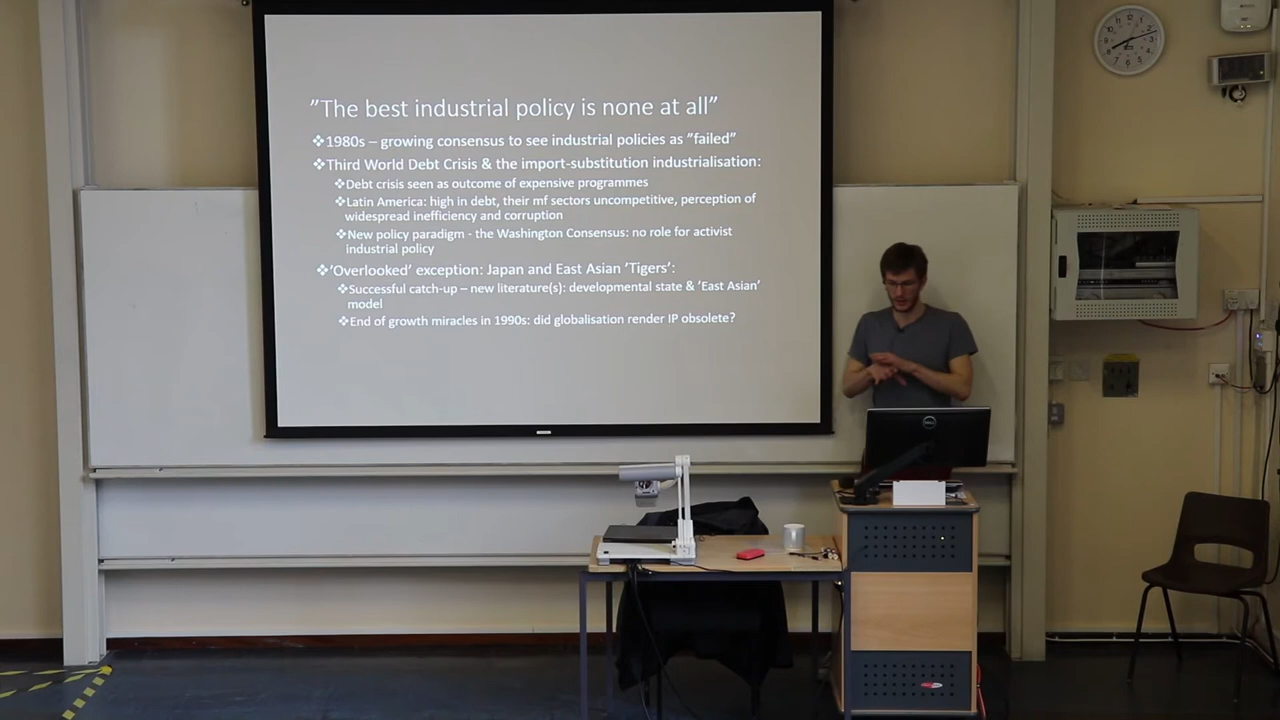 ”The best industrial policy is none at all”
❖1980s – growing consensus to see industrial policies as ”failed”
❖Third World Debt Crisis & the import-substitution industrialisation:
❖Debt crisis seen as outcome of expensive programmes
❖Latin America: high in debt, their mf sectors uncompetitive, perception of
widespread inefficiency and corruption
❖New policy paradigm - the Washington Consensus: no role for activist
industrial policy
❖’Overlooked’ exception: Japan and East Asian ’Tigers’:
❖Successful catch-up – new literature(s): developmental state & ’East Asian’
model
❖End of growth miracles in 1990s: did globalisation render IP obsolete?
DELL